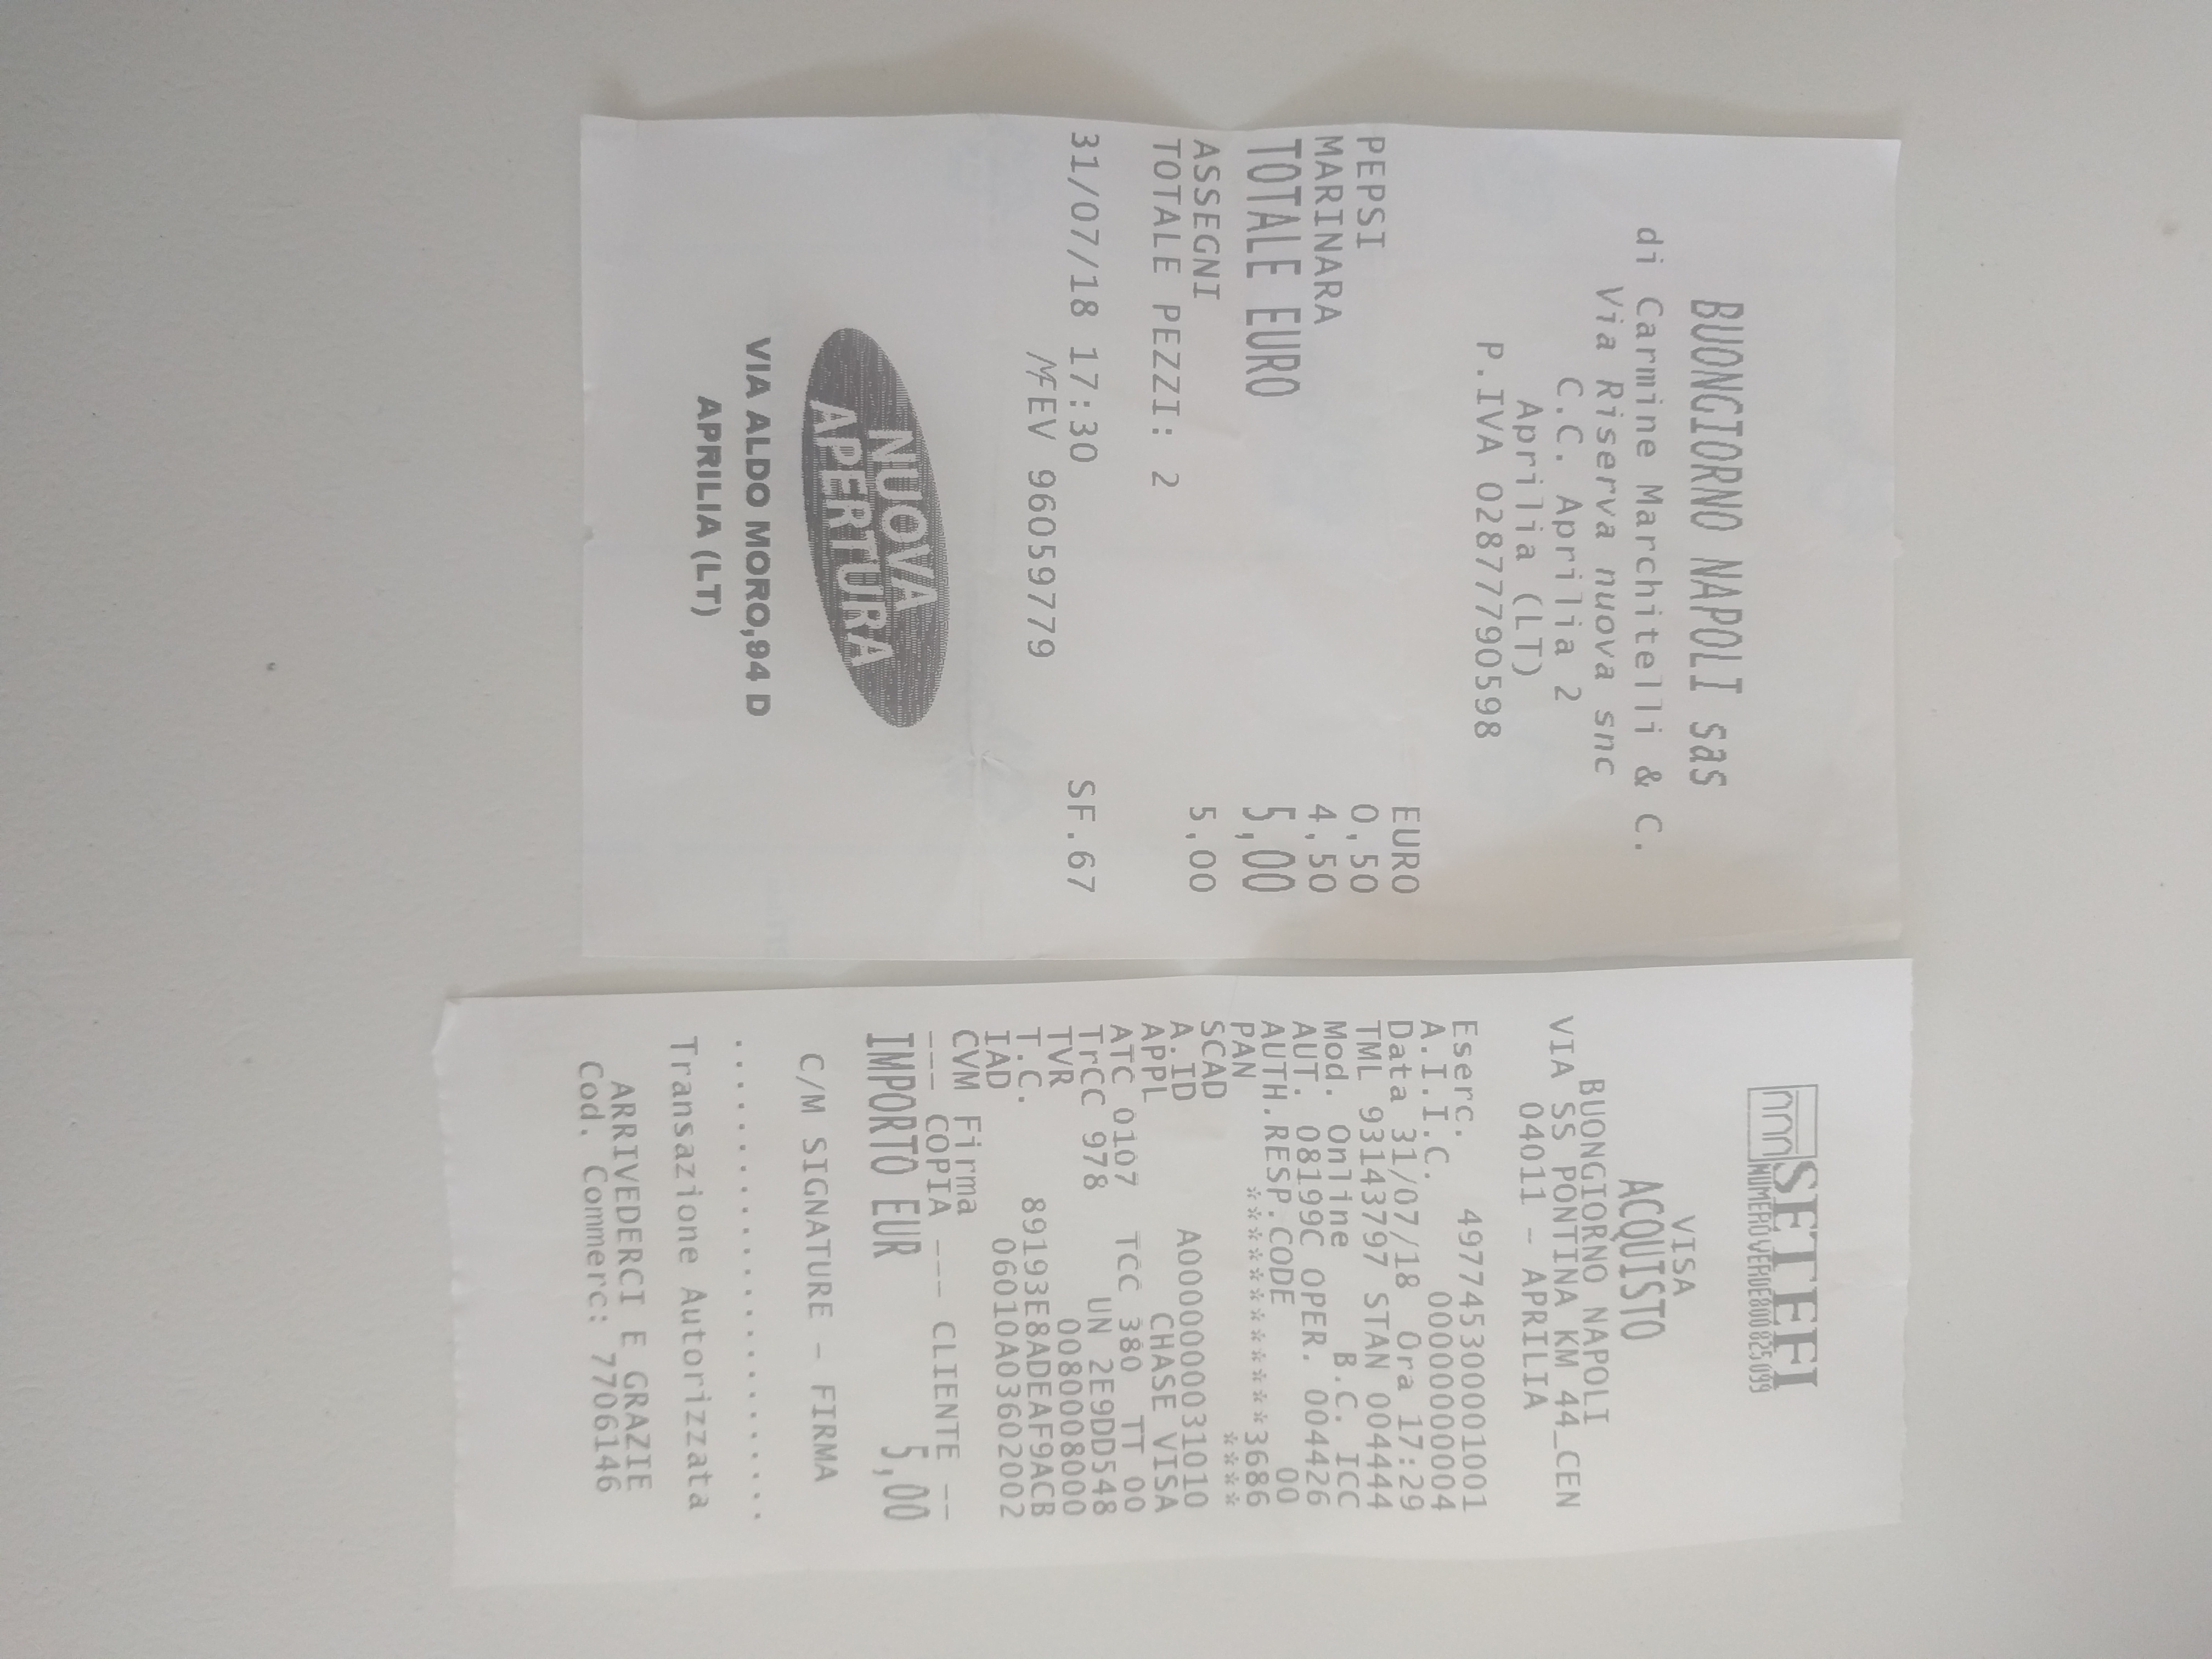 BUONGIORNO NAPOLI sas
di Carmine Marchitelli & C.
Via Riserva nuova snc
C.C. Aprilia 2
Aprilia (LT)
P.IVA 02877790598
EURO
PEPSI 0,50
MARINARA 4,50
TOTALE EURO 5,00
ASSEGNI 5,00
TOTALE PEZZI: 2
31/07/18 17:30 SF.67
MF EV 96059779
NUOVA
APERTURA
VIA ALDO MORO,94 D
APRILIA (LT)
SETEFI
NUMERO VERDE 800 825 099
VISA
ACQUISTO
BUONGIORNO NAPOLI
VIA SS PONTINA KM 44_CEN
04011 - APRILIA
Eserc. 497745300001001
A.I.I.C. 00000000004
Data 31/07/18 Ora 17:29
TML 93143797 STAN 004444
Mod. Online B.C. ICC
AUT. 08199C OPER. 004426
AUTH.RESP.CODE 00
PAN ***************3686
SCAD ****
A.ID A0000000031010
APPL CHASE VISA
ATC 0107 TCC 380 TT 00
TrCC 978 UN 2E9DD548
TVR 0080008000
T.C. 89193E8ADEAF9ACB
IAD 06010A03602002
CVM Firma
--- COPIA --- CLIENTE --
IMPORTO EUR 5,00
C/M SIGNATURE - FIRMA
........................
Transazione Autorizzata
ARRIVEDERCI E GRAZIE
Cod. Commerc: 7706146